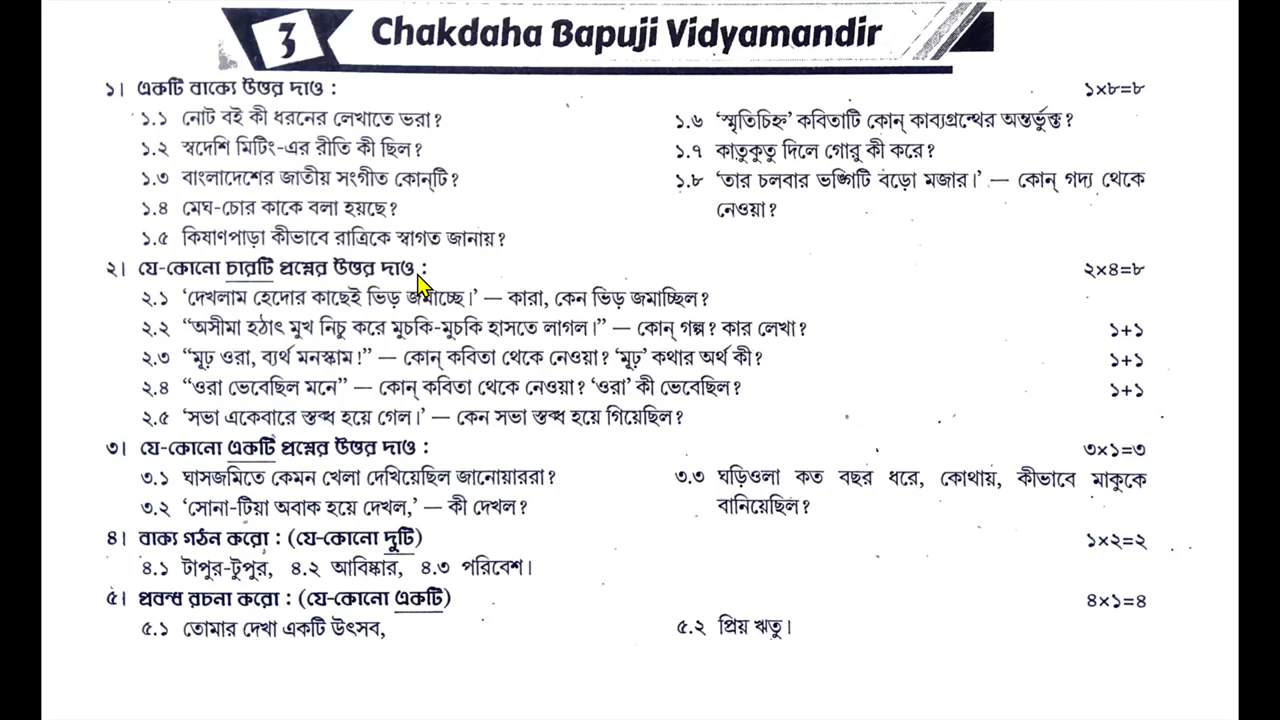 3
Chakdaha Bapuji Vidyamandir
১। একটি বাক্যে উত্তর দাও : ১×৮=৮
১.১ নোট বই কী ধরনের লেখাতে ভরা?
১.২ স্বদেশি মিটিং-এর রীতি কী ছিল?
১.৩ বাংলাদেশের জাতীয় সংগীত কোন্‌টি?
১.৪ মেঘ-চোর কাকে বলা হয়ছে?
১.৫ কিষাণপাড়া কীভাবে রাত্রিকে স্বাগত জানায়?
১.৬ ‘স্মৃতিচিহ্ন’ কবিতাটি কোন্ কাব্যগ্রন্থের অন্তর্ভুক্ত?
১.৭ কাতুকুতু দিলে গোরু কী করে?
১.৮ ‘তার চলবার ভঙ্গিটি বড়ো মজার।’ — কোন্ গদ্য থেকে
নেওয়া?
২। যে-কোনো চারটি প্রশ্নের উত্তর দাও : ২×৪=৮
২.১ ‘দেখলাম হেদোর কাছেই ভিড় জমাচ্ছে।’ — কারা, কেন ভিড় জমাচ্ছিল?
২.২ “অসীমা হঠাৎ মুখ নিচু করে মুচকি-মুচকি হাসতে লাগল।” — কোন্ গল্প? কার লেখা? ১+১
২.৩ “মূঢ় ওরা, ব্যর্থ মনস্কাম!” — কোন্ কবিতা থেকে নেওয়া? ‘মূঢ়’ কথার অর্থ কী? ১+১
২.৪ “ওরা ভেবেছিল মনে” — কোন্ কবিতা থেকে নেওয়া? ‘ওরা’ কী ভেবেছিল? ১+১
২.৫ ‘সভা একেবারে স্তব্ধ হয়ে গেল।’ — কেন সভা স্তব্ধ হয়ে গিয়েছিল?
৩। যে-কোনো একটি প্রশ্নের উত্তর দাও : ৩×১=৩
৩.১ ঘাসজমিতে কেমন খেলা দেখিয়েছিল জানোয়াররা?
৩.২ ‘সোনা-টিয়া অবাক হয়ে দেখল,’ — কী দেখল?
৩.৩ ঘড়িওলা কত বছর ধরে, কোথায়, কীভাবে মাকুকে
বানিয়েছিল?
৪। বাক্য গঠন করো : (যে-কোনো দুটি) ১×২=২
৪.১ টাপুর-টুপুর, ৪.২ আবিষ্কার, ৪.৩ পরিবেশ।
৫। প্রবন্ধ রচনা করো : (যে-কোনো একটি) ৪×১=৪
৫.১ তোমার দেখা একটি উৎসব, ৫.২ প্রিয় ঋতু।